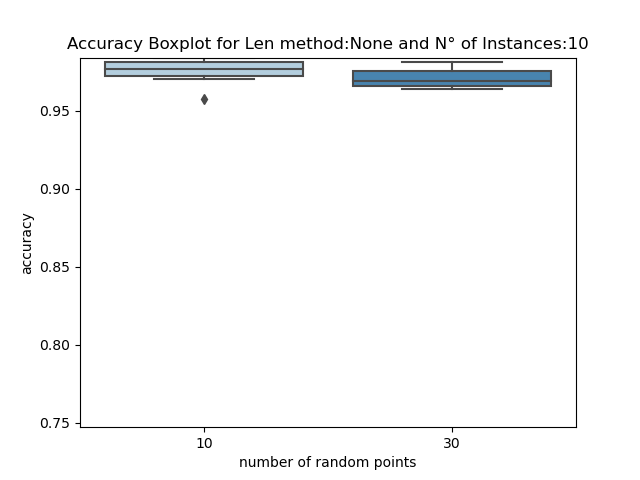 Accuracy Boxplot for Len method:None and N° of Instances:10
0.95
0.90
0.85
0.80
0.75
accuracy
10 30
number of random points